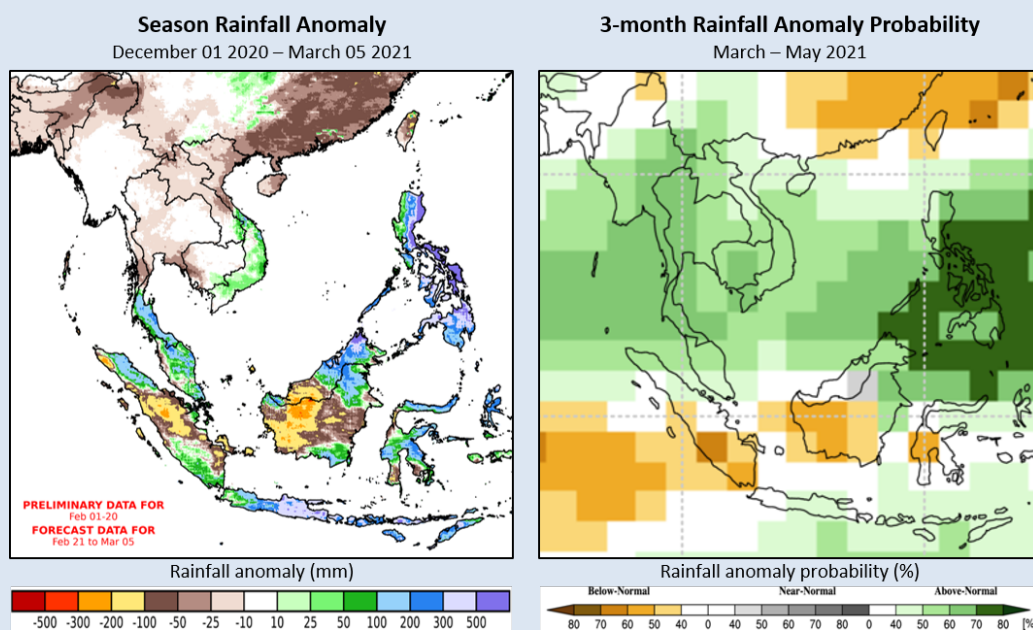 Season Rainfall Anomaly
December 01 2020 – March 05 2021
PRELIMINARY DATA FOR
Feb 01-20
FORECAST DATA FOR
Feb 21 to Mar 05
Rainfall anomaly (mm)
-500 -300 -200 -100 -50 -25 -10 10 25 50 100 200 300 500
3-month Rainfall Anomaly Probability
March – May 2021
Rainfall anomaly probability (%)
Below-Normal Near-Normal Above-Normal
80 70 60 50 40 0 40 50 60 70 80 0 40 50 60 70 80 [%]